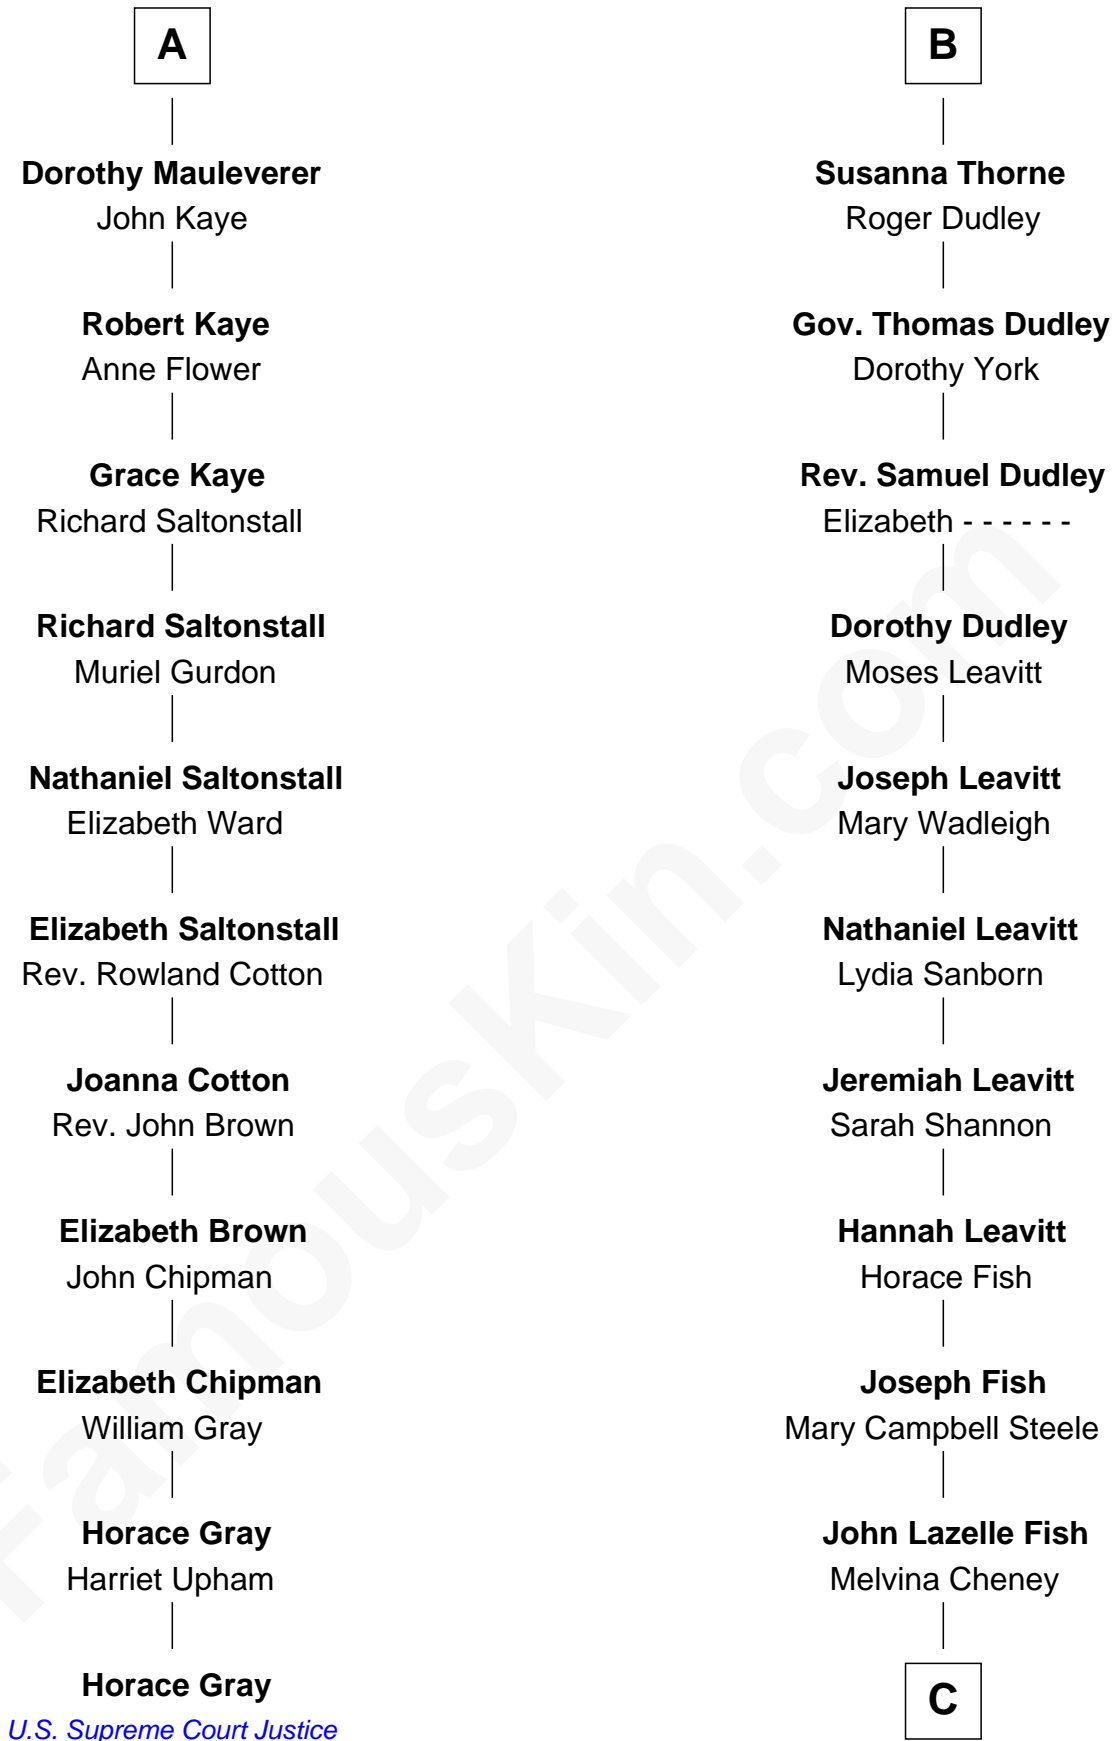 A
Dorothy Mauleverer
John Kaye
Robert Kaye
Anne Flower
Grace Kaye
Richard Saltonstall
Richard Saltonstall
Muriel Gurdon
Nathaniel Saltonstall
Elizabeth Ward
Elizabeth Saltonstall
Rev. Rowland Cotton
Joanna Cotton
Rev. John Brown
Elizabeth Brown
John Chipman
Elizabeth Chipman
William Gray
Horace Gray
Harriet Upham
Horace Gray
U.S. Supreme Court Justice
B
Susanna Thorne
Roger Dudley
Gov. Thomas Dudley
Dorothy York
Rev. Samuel Dudley
Elizabeth - - - - - -
Dorothy Dudley
Moses Leavitt
Joseph Leavitt
Mary Wadleigh
Nathaniel Leavitt
Lydia Sanborn
Jeremiah Leavitt
Sarah Shannon
Hannah Leavitt
Horace Fish
Joseph Fish
Mary Campbell Steele
John Lazelle Fish
Melvina Cheney
C
FamousKin.com